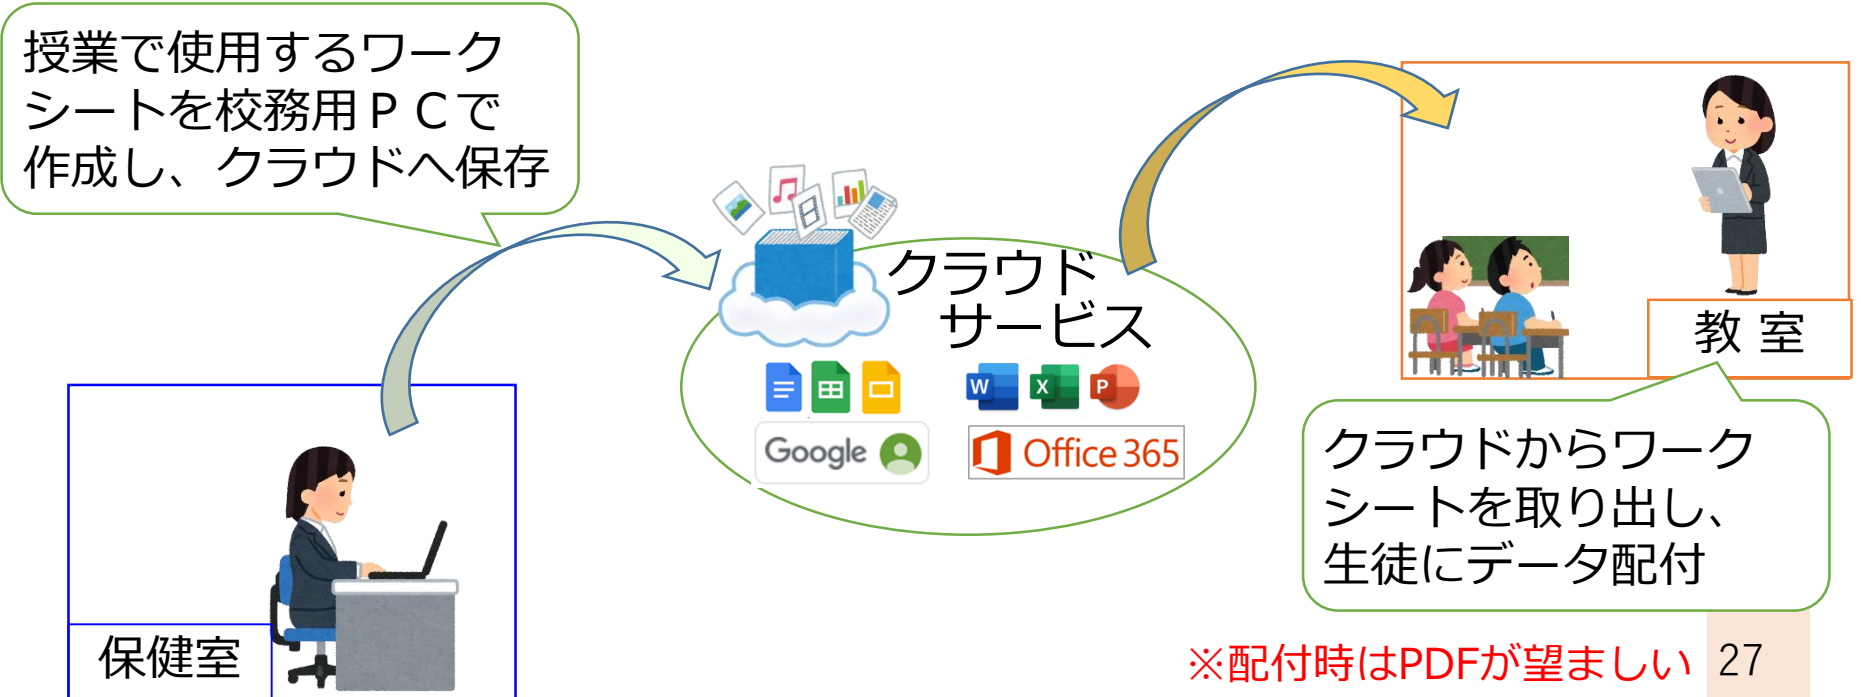 授業で使用するワーク
シートを校務用ＰＣで
作成し、クラウドへ保存
クラウド
サービス
W X P
Google
Office 365
保健室
教 室
クラウドからワーク
シートを取り出し、
生徒にデータ配付
※配付時はPDFが望ましい
27